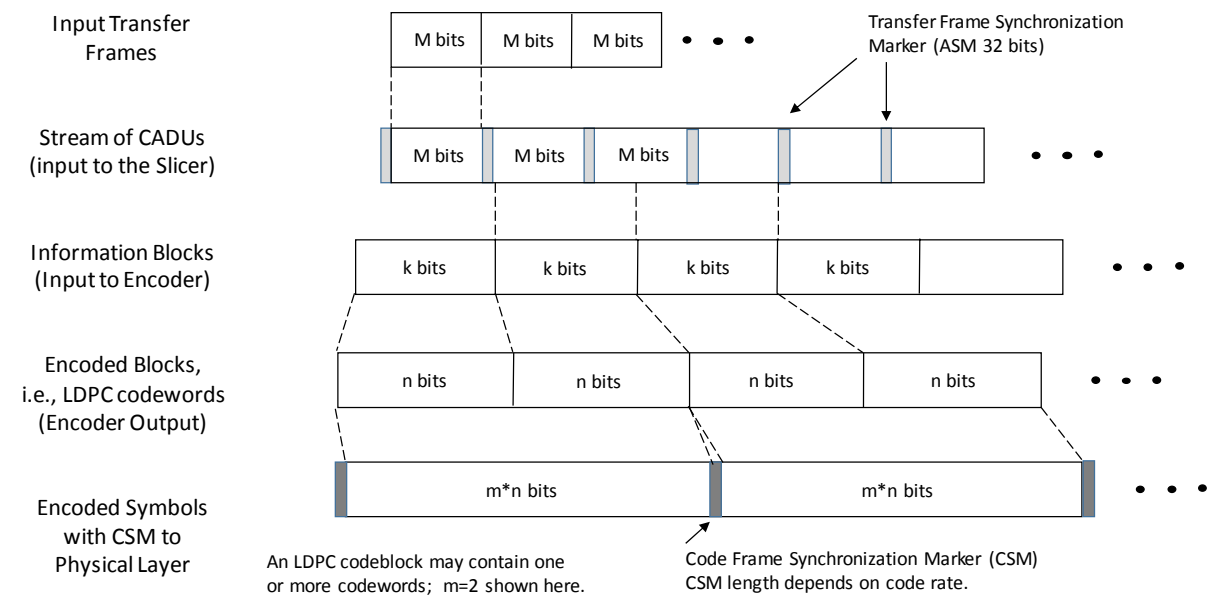 Input Transfer
Frames
M bits
M bits
M bits
• • •
Transfer Frame Synchronization
Marker (ASM 32 bits)
Stream of CADUs
(input to the Slicer)
M bits
M bits
M bits
• • •
Information Blocks
(Input to Encoder)
k bits
k bits
k bits
k bits
• • •
Encoded Blocks,
i.e., LDPC codewords
(Encoder Output)
n bits
n bits
n bits
n bits
• • •
Encoded Symbols
with CSM to
Physical Layer
m*n bits
m*n bits
• • •
An LDPC codeblock may contain one
or more codwords; m=2 shown here.
Code Frame Synchronization Marker (CSM)
CSM length depends on code rate.